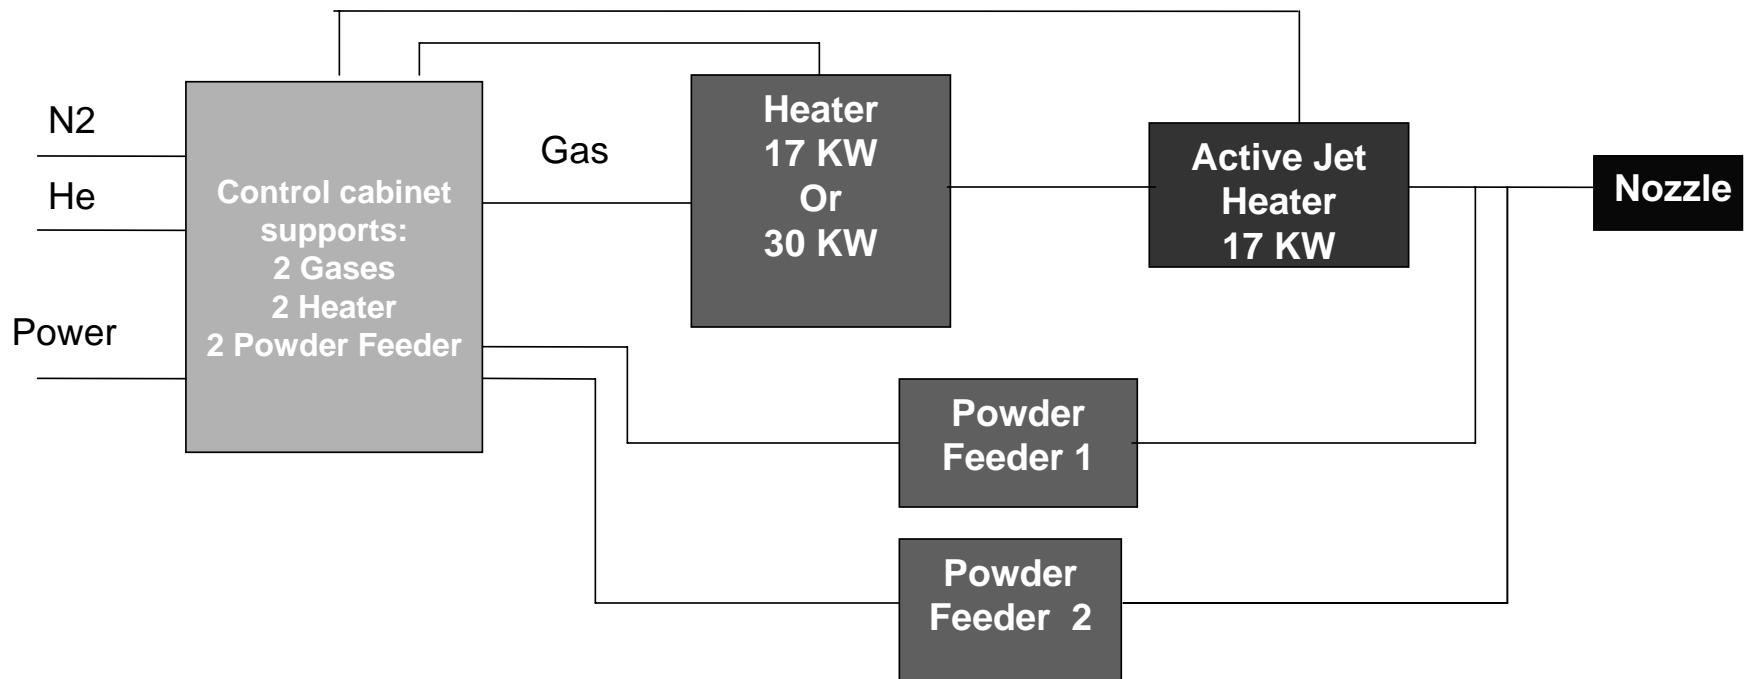 N2
He
Power
Control cabinet
supports:
2 Gases
2 Heater
2 Powder Feeder
Gas
Heater
17 KW
Or
30 KW
Active Jet
Heater
17 KW
Nozzle
Powder
Feeder 1
Powder
Feeder 2